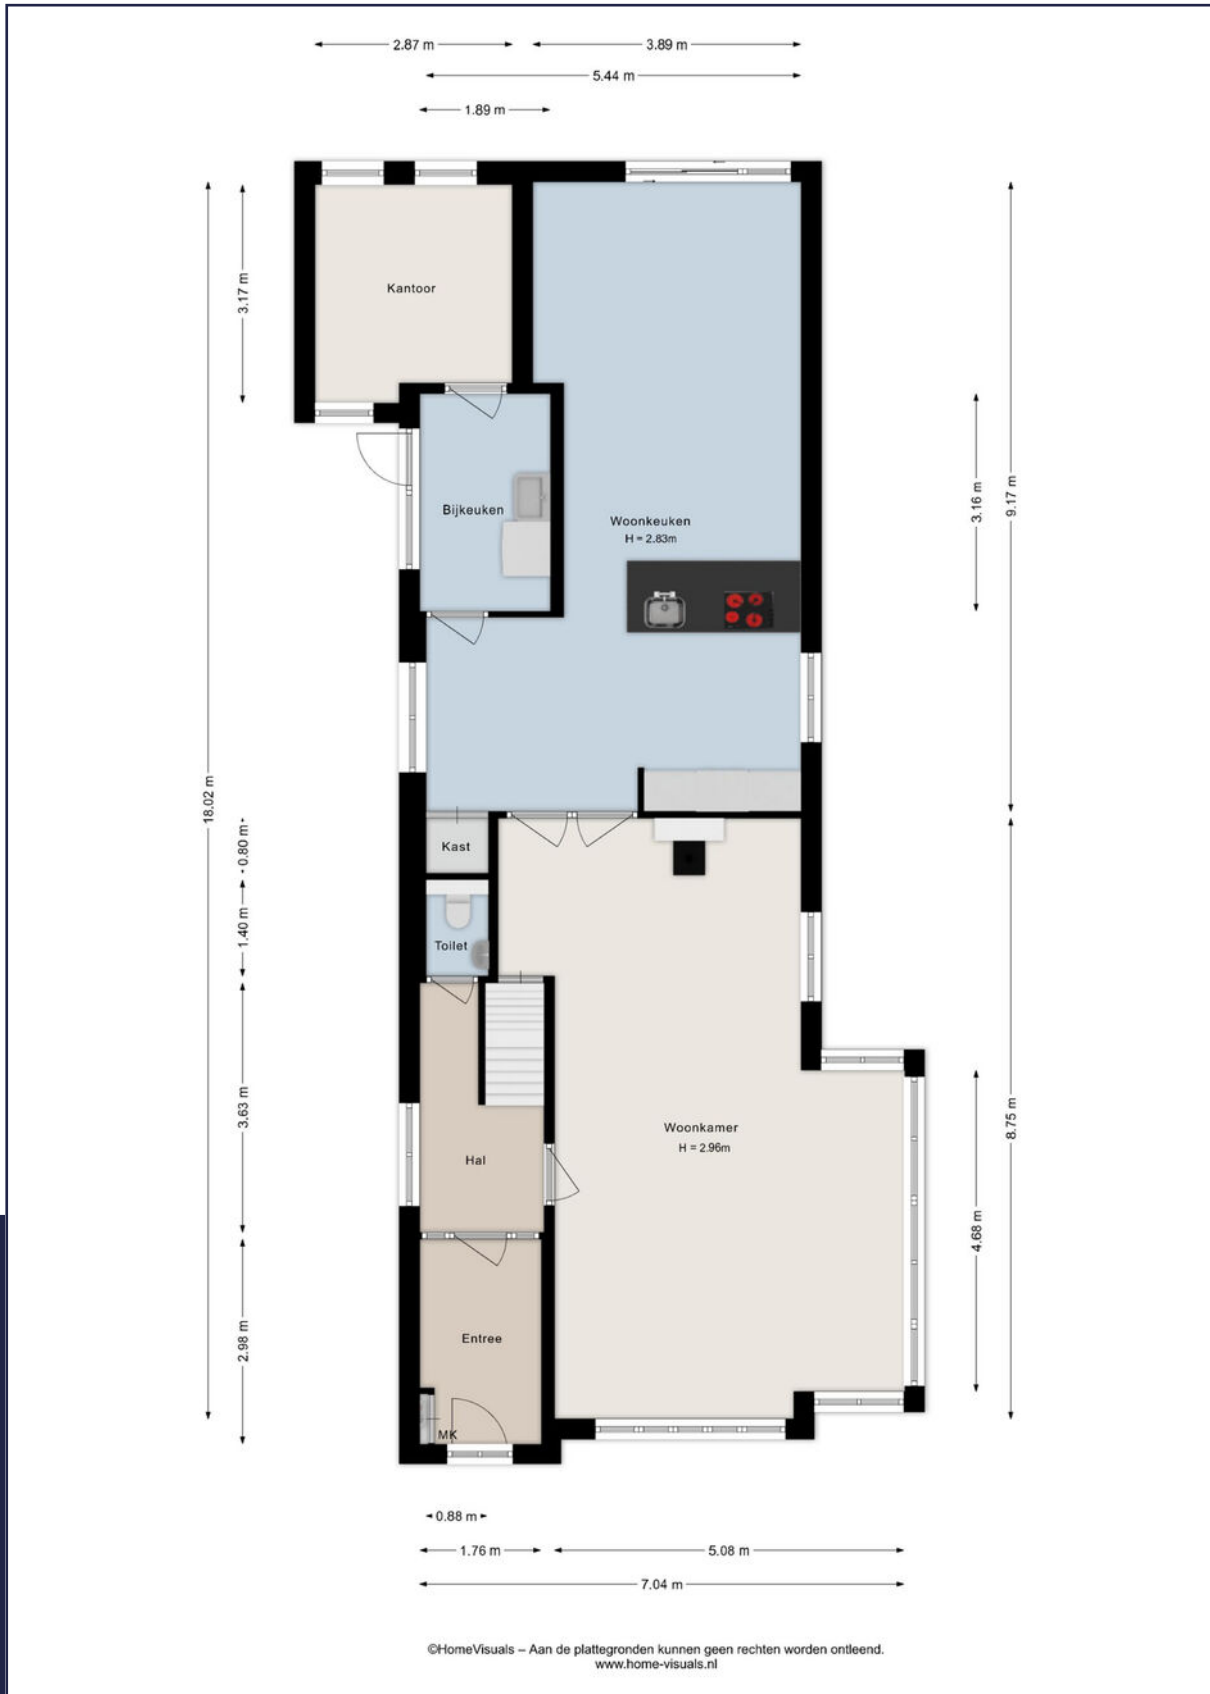 2.87 m
3.89 m
5.44 m
1.89 m
3.17 m
Kantoor
3.16 m
9.17 m
Bijkeuken
Woonkeuken
H = 2.83m
18.02 m
0.80 m
Kast
1.40 m
Toilet
3.63 m
8.75 m
Woonkamer
H = 2.96m
Hal
4.68 m
2.98 m
Entree
MK
0.88 m
1.76 m
5.08 m
7.04 m
©HomeVisuals – Aan de plattegronden kunnen geen rechten worden ontleend.
www.home-visuals.nl